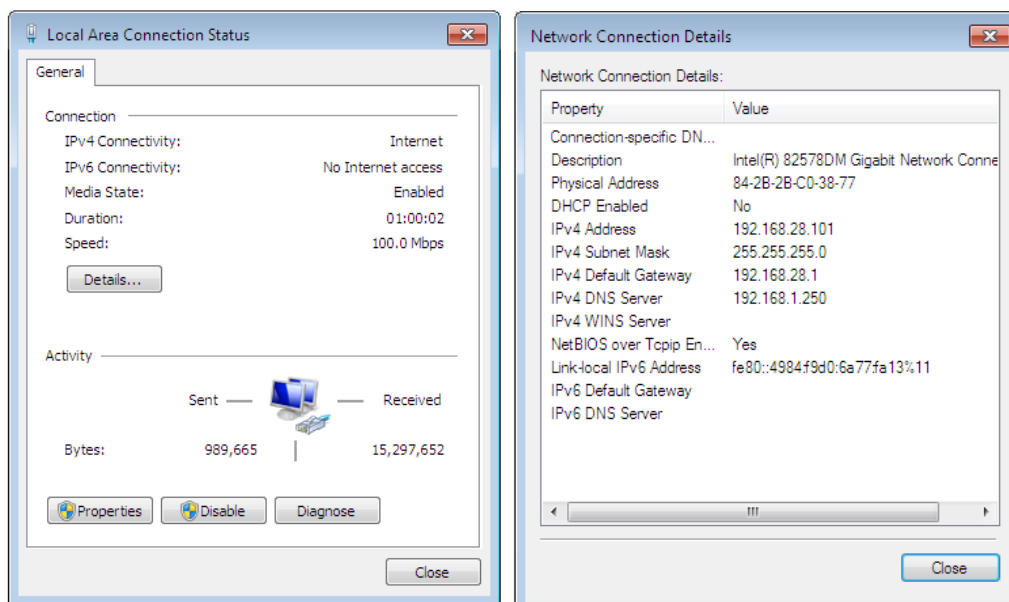 Local Area Connection Status
General
Connection
IPv4 Connectivity: Internet
IPv6 Connectivity: No Internet access
Media State: Enabled
Duration: 01:00:02
Speed: 100.0 Mbps
Details...
Activity
Sent Received
Bytes: 989,665 15,297,652
Properties Disable Diagnose
Close
Network Connection Details
Network Connection Details:
Property Value
Connection-specific DN...
Description Intel(R) 82578DM Gigabit Network Conne
Physical Address 84-2B-2B-C0-38-77
DHCP Enabled No
IPv4 Address 192.168.28.101
IPv4 Subnet Mask 255.255.255.0
IPv4 Default Gateway 192.168.28.1
IPv4 DNS Server 192.168.1.250
IPv4 WINS Server
NetBIOS over Tcpip En... Yes
Link-local IPv6 Address fe80::4984:f9d0:6a77:fa13%11
IPv6 Default Gateway
IPv6 DNS Server
Close